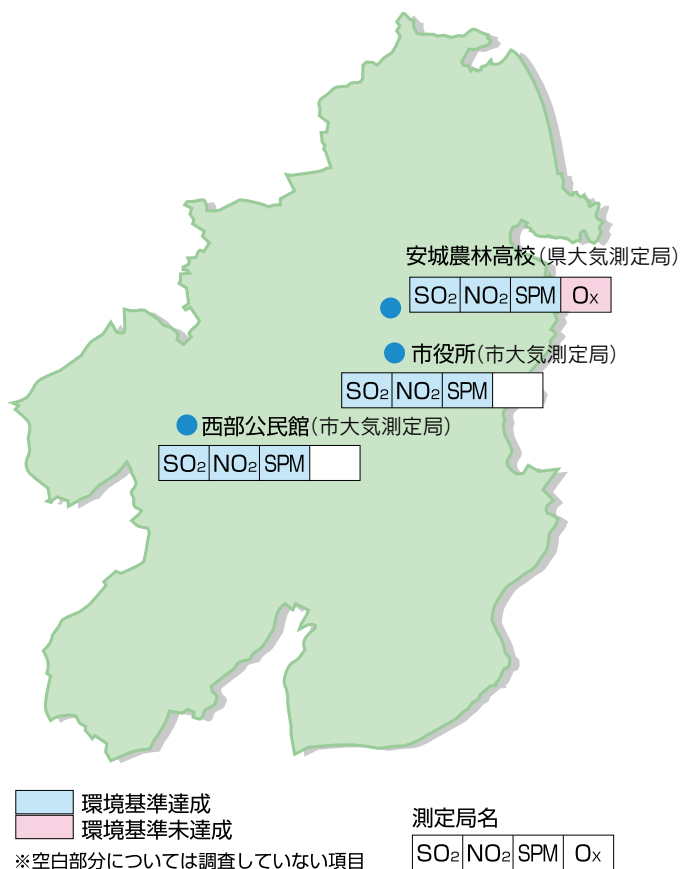 安城農林高校(県大気測定局)
SO₂ NO₂ SPM Ox
市役所(市大気測定局)
SO₂ NO₂ SPM
西部公民館(市大気測定局)
SO₂ NO₂ SPM
環境基準達成
環境基準未達成
※空白部分については調査していない項目
測定局名
SO₂ NO₂ SPM Ox